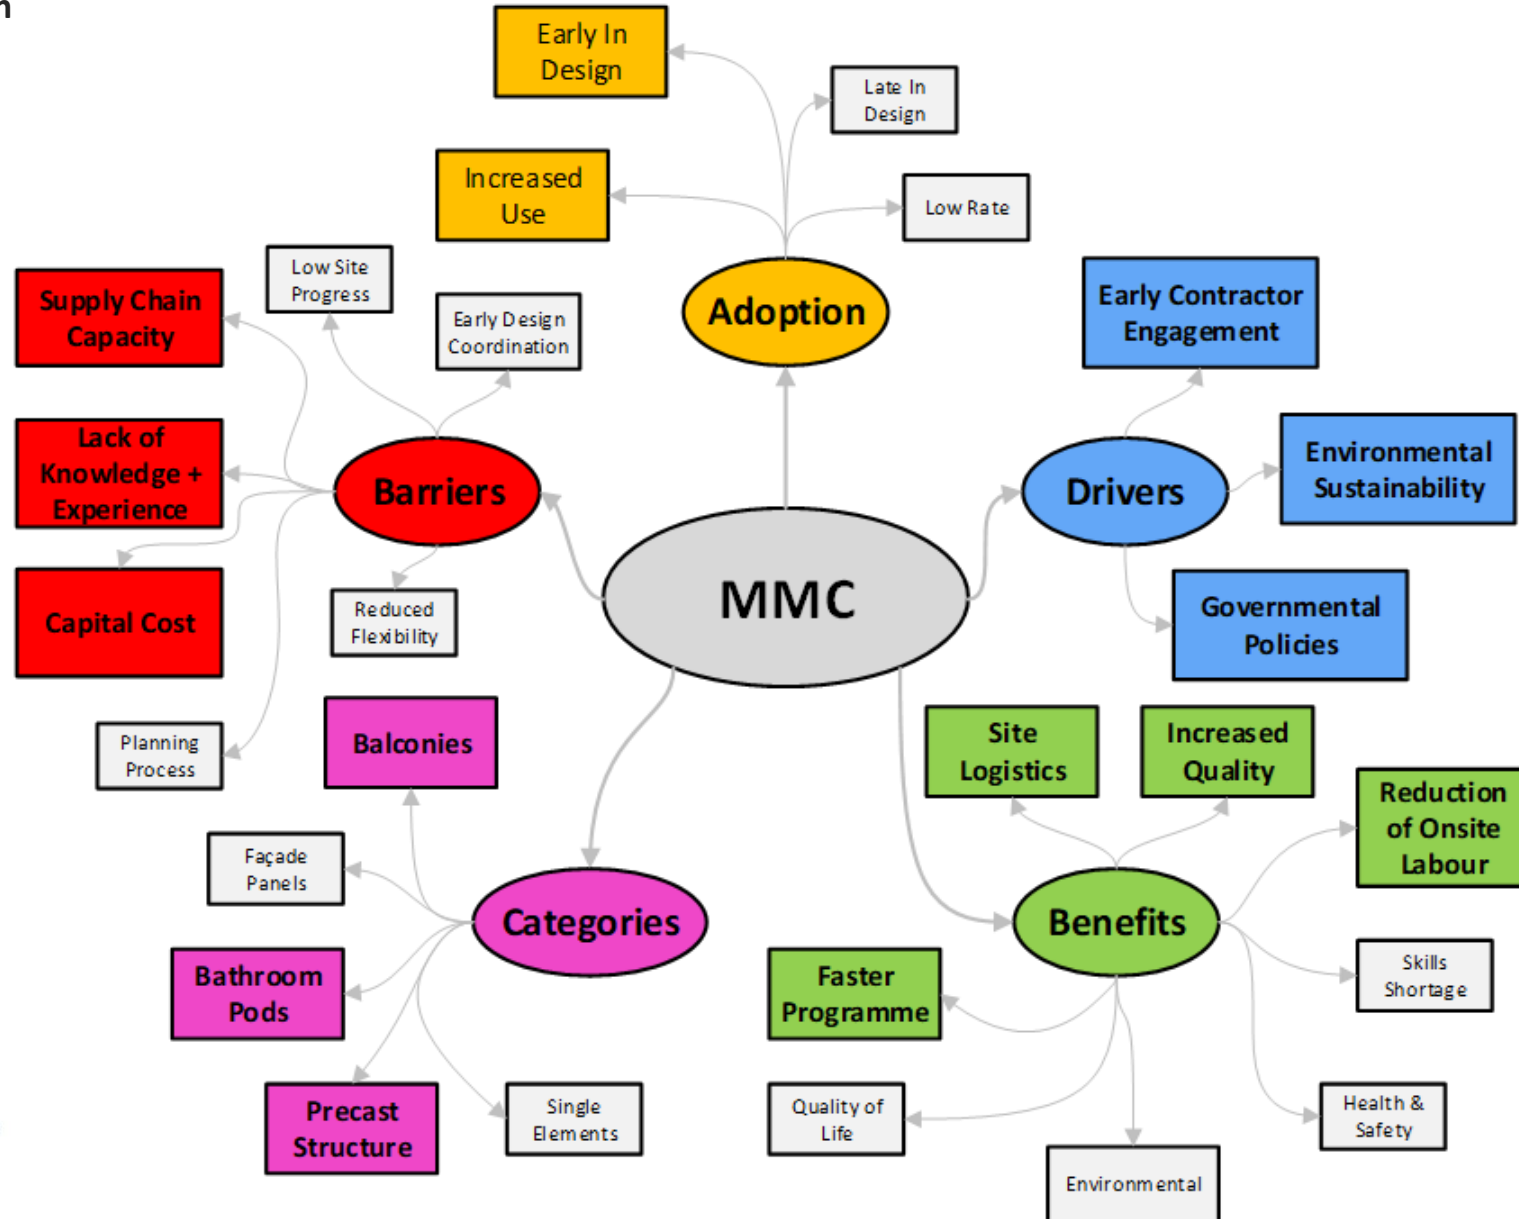 n
Early In
Design
Late In
Design
Increased
Use
Low Rate
Adoption
Low Site
Progress
Supply Chain
Capacity
Early Design
Coordination
Lack of
Knowledge +
Experience
Barriers
Capital Cost
Reduced
Flexibility
Planning
Process
Early Contractor
Engagement
Environmental
Sustainability
Drivers
Governmental
Policies
MMC
Balconies
Façade
Panels
Categories
Bathroom
Pods
Precast
Structure
Single
Elements
Site
Logistics
Increased
Quality
Reduction
of Onsite
Labour
Benefits
Faster
Programme
Skills
Shortage
Quality of
Life
Health &
Safety
Environmental